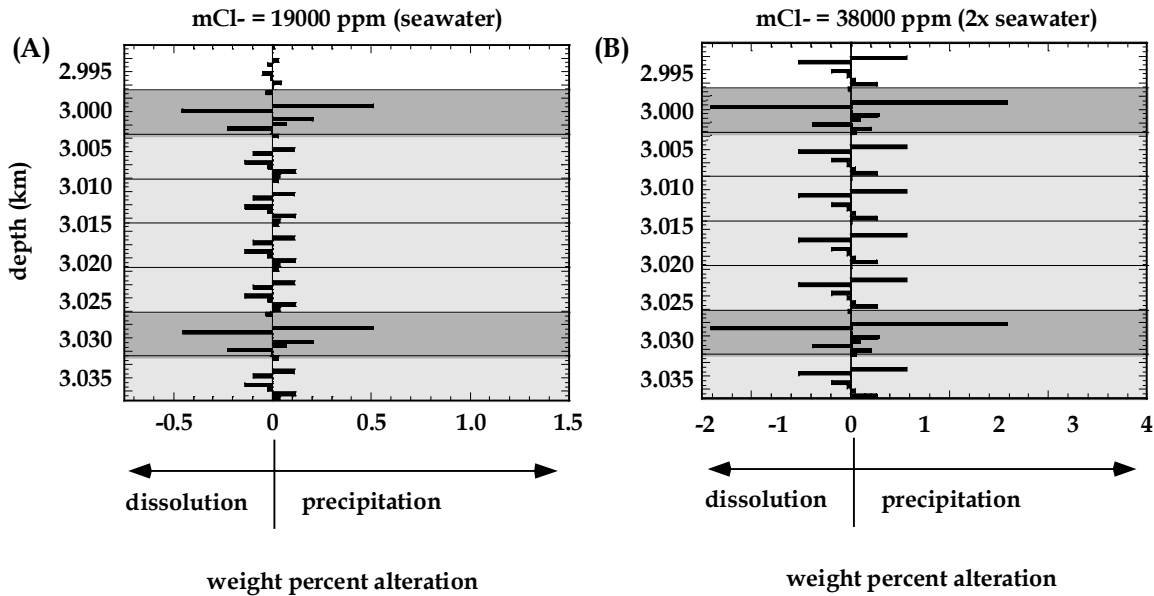 mCl- = 19000 ppm (seawater)
(A)
depth (km)
2.995
3.000
3.005
3.010
3.015
3.020
3.025
3.030
3.035
-0.5 0 0.5 1.0 1.5
dissolution precipitation
weight percent alteration
mCl- = 38000 ppm (2x seawater)
(B)
2.995
3.000
3.005
3.010
3.015
3.020
3.025
3.030
3.035
-2 -1 0 1 2 3 4
dissolution precipitation
weight percent alteration